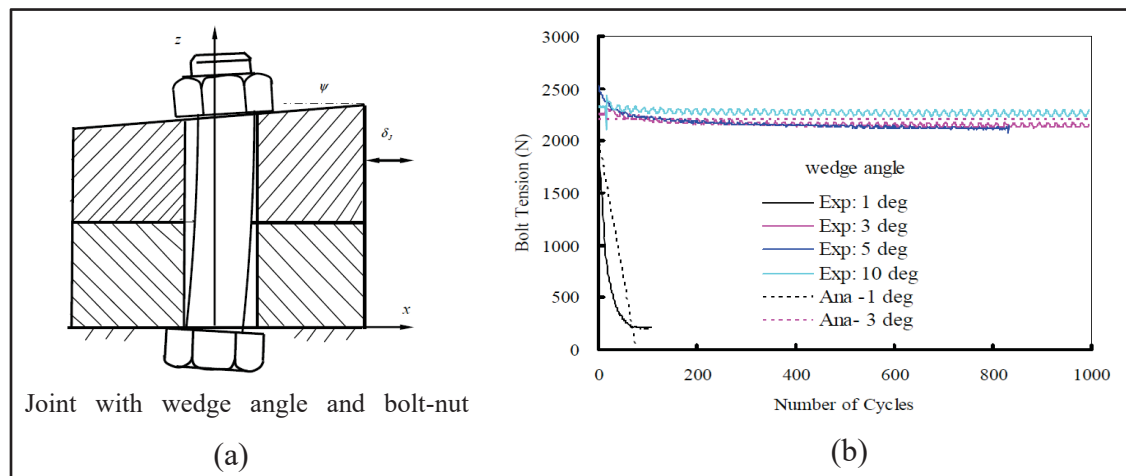 z
ψ
δJ
x
Joint with wedge angle and bolt-nut
(a)
(b)
3000
2500
2000
1500
1000
500
0
Bolt Tension (N)
wedge angle
Exp: 1 deg
Exp: 3 deg
Exp: 5 deg
Exp: 10 deg
Ana -1 deg
Ana- 3 deg
0 200 400 600 800 1000
Number of Cycles